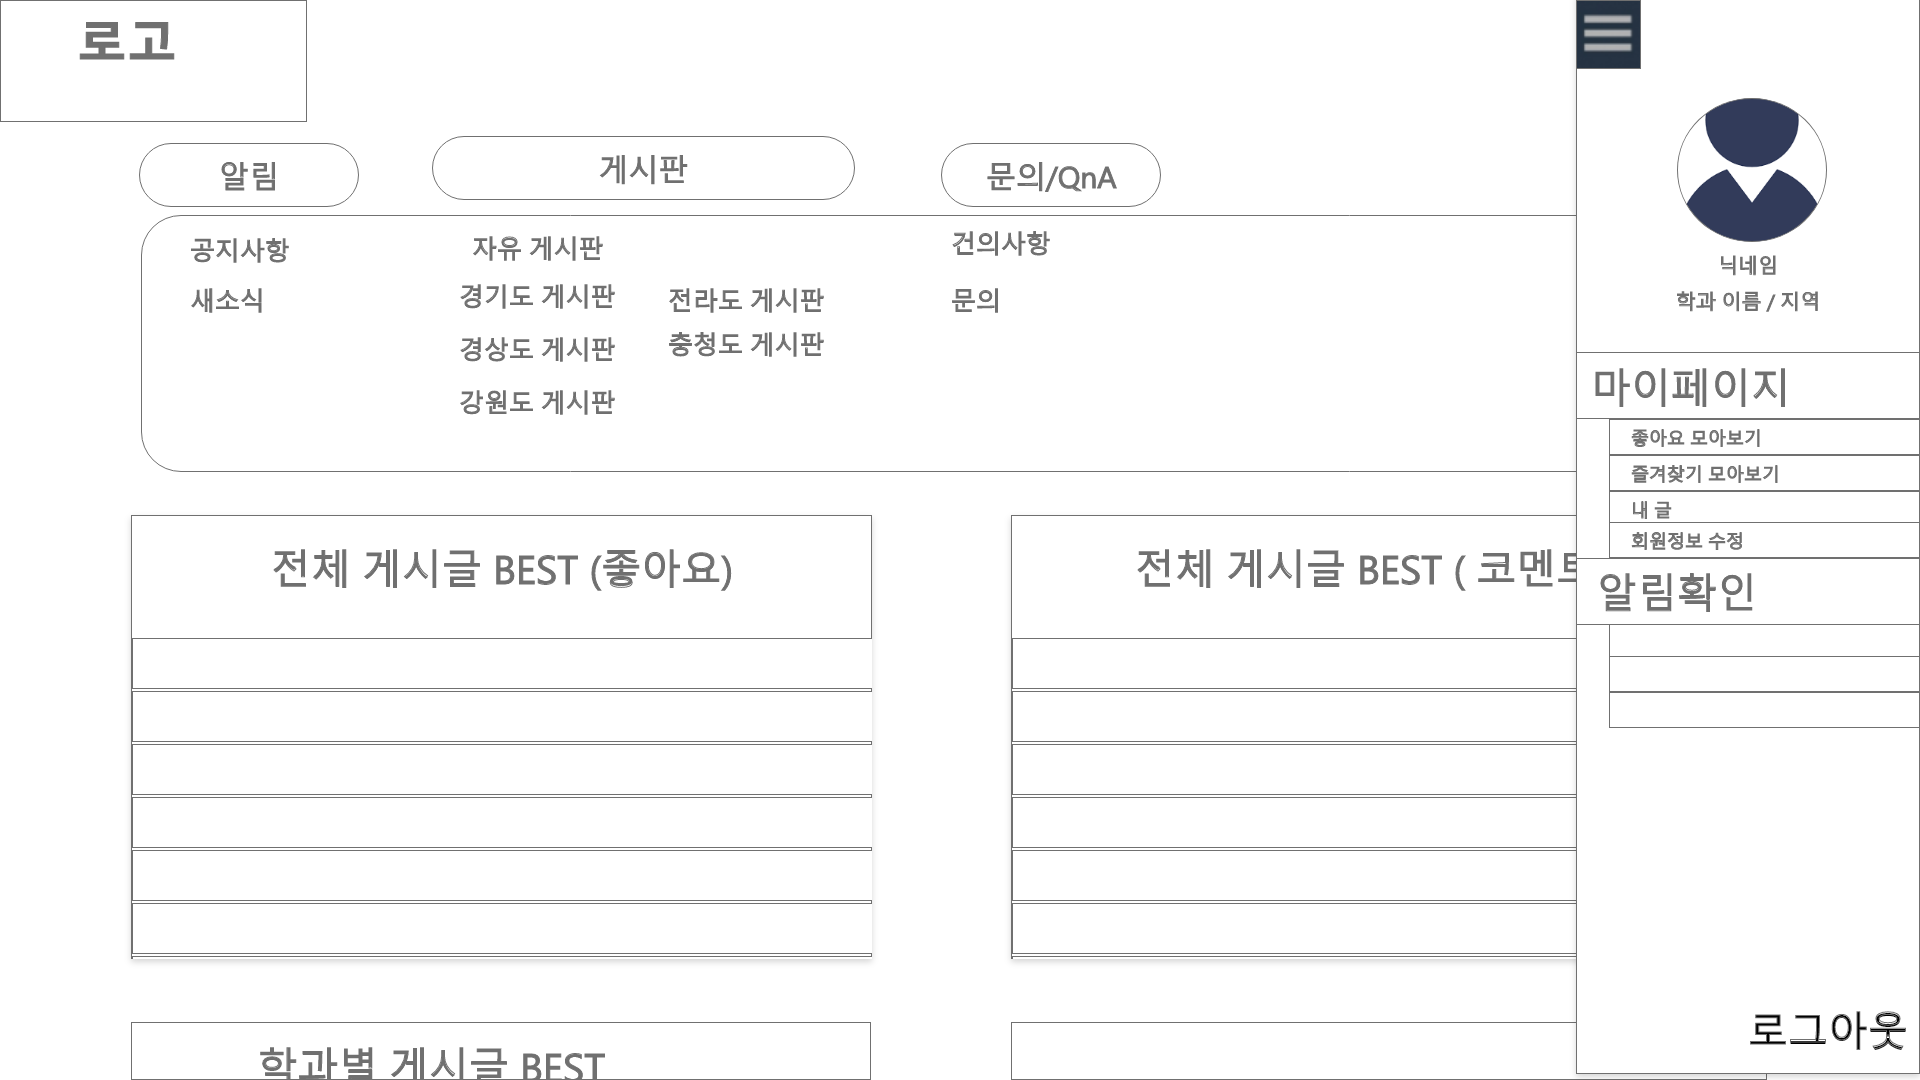 로고
알림
게시판
문의/QnA
공지사항
새소식
자유 게시판
경기도 게시판
경상도 게시판
강원도 게시판
전라도 게시판
충청도 게시판
건의사항
문의
닉네임
학과 이름 / 지역
마이페이지
좋아요 모아보기
즐겨찾기 모아보기
내 글
회원정보 수정
알림확인
전체 게시글 BEST (좋아요)
전체 게시글 BEST ( 코멘트
학과별 게시글 BEST
로그아웃